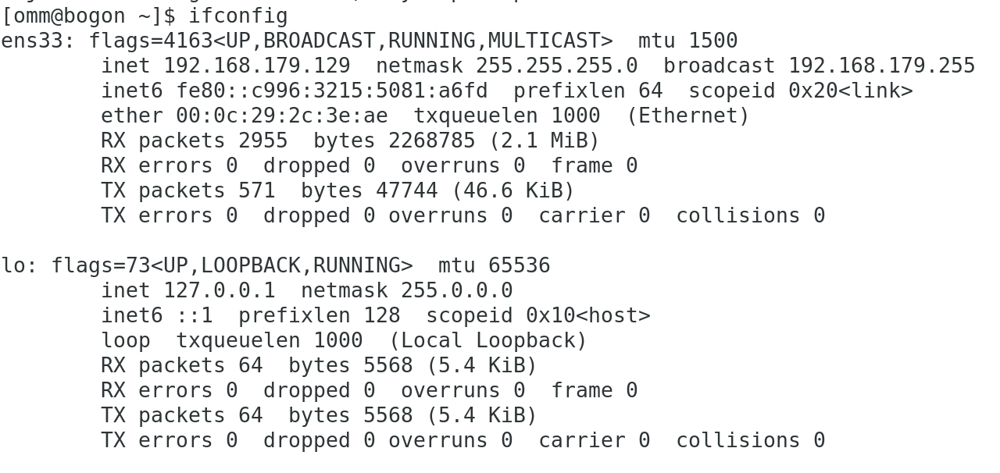 [omm@bogon ~]$ ifconfig
ens33: flags=4163<UP,BROADCAST,RUNNING,MULTICAST>  mtu 1500
        inet 192.168.179.129  netmask 255.255.255.0  broadcast 192.168.179.255
        inet6 fe80::c996:3215:5081:a6fd  prefixlen 64  scopeid 0x20<link>
        ether 00:0c:29:2c:3e:ae  txqueuelen 1000  (Ethernet)
        RX packets 2955  bytes 2268785 (2.1 MiB)
        RX errors 0  dropped 0  overruns 0  frame 0
        TX packets 571  bytes 47744 (46.6 KiB)
        TX errors 0  dropped 0 overruns 0  carrier 0  collisions 0

lo: flags=73<UP,LOOPBACK,RUNNING>  mtu 65536
        inet 127.0.0.1  netmask 255.0.0.0
        inet6 ::1  prefixlen 128  scopeid 0x10<host>
        loop  txqueuelen 1000  (Local Loopback)
        RX packets 64  bytes 5568 (5.4 KiB)
        RX errors 0  dropped 0  overruns 0  frame 0
        TX packets 64  bytes 5568 (5.4 KiB)
        TX errors 0  dropped 0 overruns 0  carrier 0  collisions 0